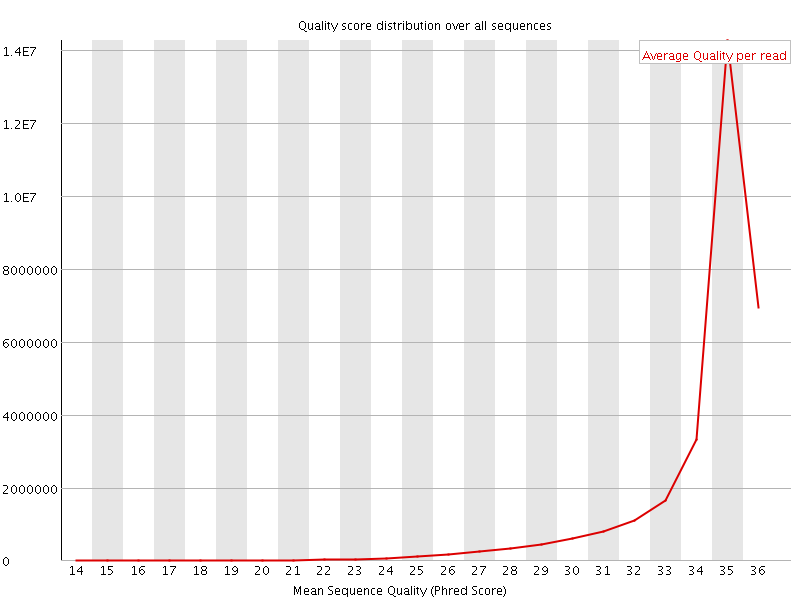 Quality score distribution over all sequences
Average Quality per read
1.4E7
1.2E7
1.0E7
8000000
6000000
4000000
2000000
0
14 15 16 17 18 19 20 21 22 23 24 25 26 27 28 29 30 31 32 33 34 35 36
Mean Sequence Quality (Phred Score)